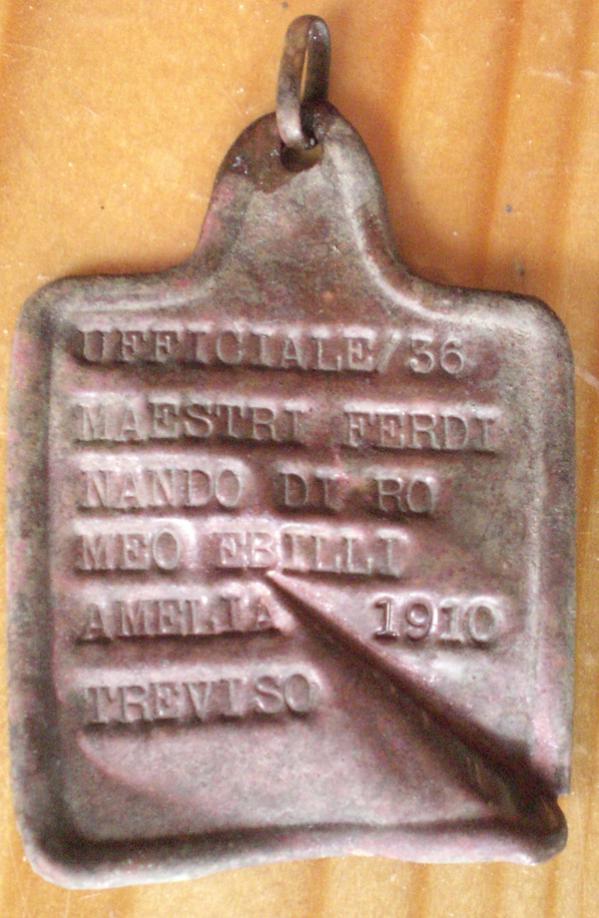 UFFICIALE/36
MAESTRI FERDI
NANDO DI RO
MEO EBILLI
AMELIA 1910
TREVISO